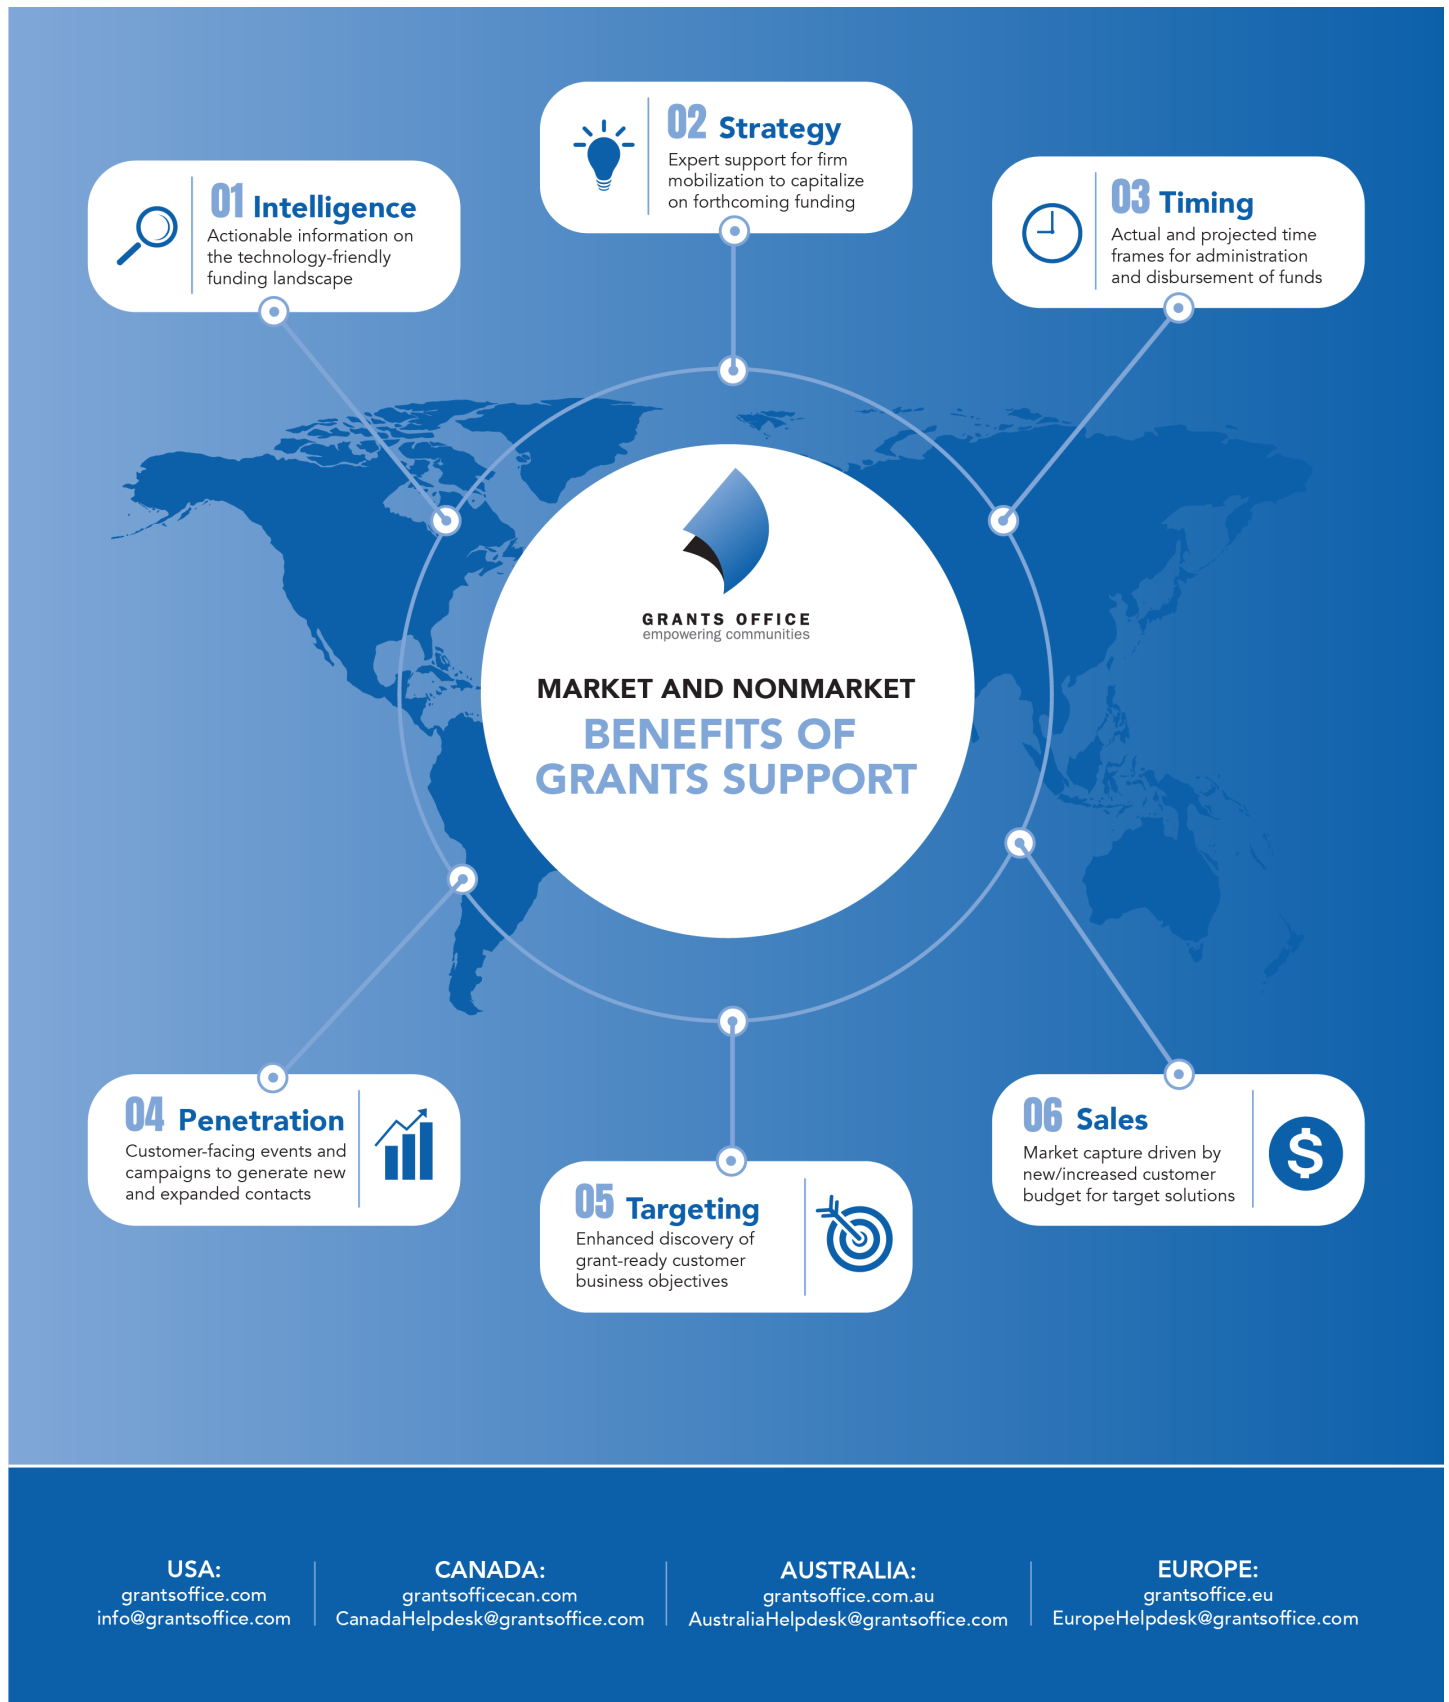 02 Strategy
Expert support for firm
mobilization to capitalize
on forthcoming funding
01 Intelligence
Actionable information on
the technology-friendly
funding landscape
03 Timing
Actual and projected time
frames for administration
and disbursement of funds
GRANTS OFFICE
empowering communities
MARKET AND NONMARKET
BENEFITS OF
GRANTS SUPPORT
04 Penetration
Customer-facing events and
campaigns to generate new
and expanded contacts
05 Targeting
Enhanced discovery of
grant-ready customer
business objectives
06 Sales
Market capture driven by
new/increased customer
budget for target solutions
$
USA:
grantsoffice.com
info@grantsoffice.com
CANADA:
grantsofficecan.com
CanadaHelpdesk@grantsoffice.com
AUSTRALIA:
grantsoffice.com.au
AustraliaHelpdesk@grantsoffice.com
EUROPE:
grantsoffice.eu
EuropeHelpdesk@grantsoffice.com